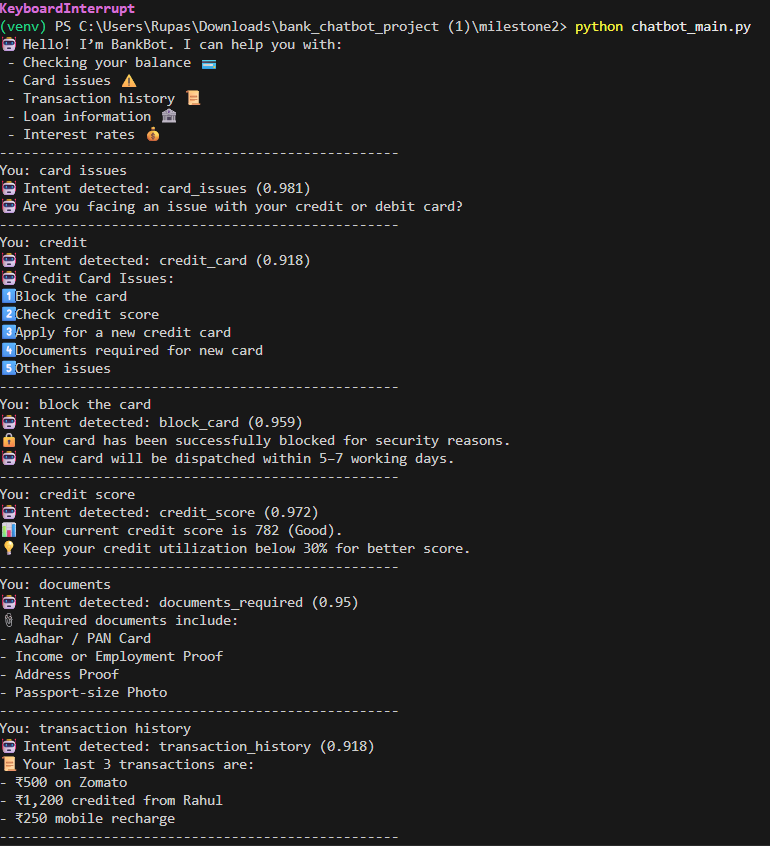 KeyboardInterrupt
(venv) PS C:\Users\Rupas\Downloads\bank_chatbot_project (1)\milestone2> python chatbot_main.py
🤖 Hello! I’m BankBot. I can help you with:
 - Checking your balance 💳
 - Card issues ⚠️
 - Transaction history 📜
 - Loan information 🏦
 - Interest rates 💰
--------------------------------------------------
You: card issues
🤖 Intent detected: card_issues (0.981)
🤖 Are you facing an issue with your credit or debit card?
--------------------------------------------------
You: credit
🤖 Intent detected: credit_card (0.918)
🤖 Credit Card Issues:
1️⃣Block the card
2️⃣Check credit score
3️⃣Apply for a new credit card
4️⃣Documents required for new card
5️⃣Other issues
--------------------------------------------------
You: block the card
🤖 Intent detected: block_card (0.959)
🔒 Your card has been successfully blocked for security reasons.
🤖 A new card will be dispatched within 5–7 working days.
--------------------------------------------------
You: credit score
🤖 Intent detected: credit_score (0.972)
📊 Your current credit score is 782 (Good).
💡 Keep your credit utilization below 30% for better score.
--------------------------------------------------
You: documents
🤖 Intent detected: documents_required (0.95)
📎 Required documents include:
- Aadhar / PAN Card
- Income or Employment Proof
- Address Proof
- Passport-size Photo
--------------------------------------------------
You: transaction history
🤖 Intent detected: transaction_history (0.918)
📜 Your last 3 transactions are:
- ₹500 on Zomato
- ₹1,200 credited from Rahul
- ₹250 mobile recharge
--------------------------------------------------